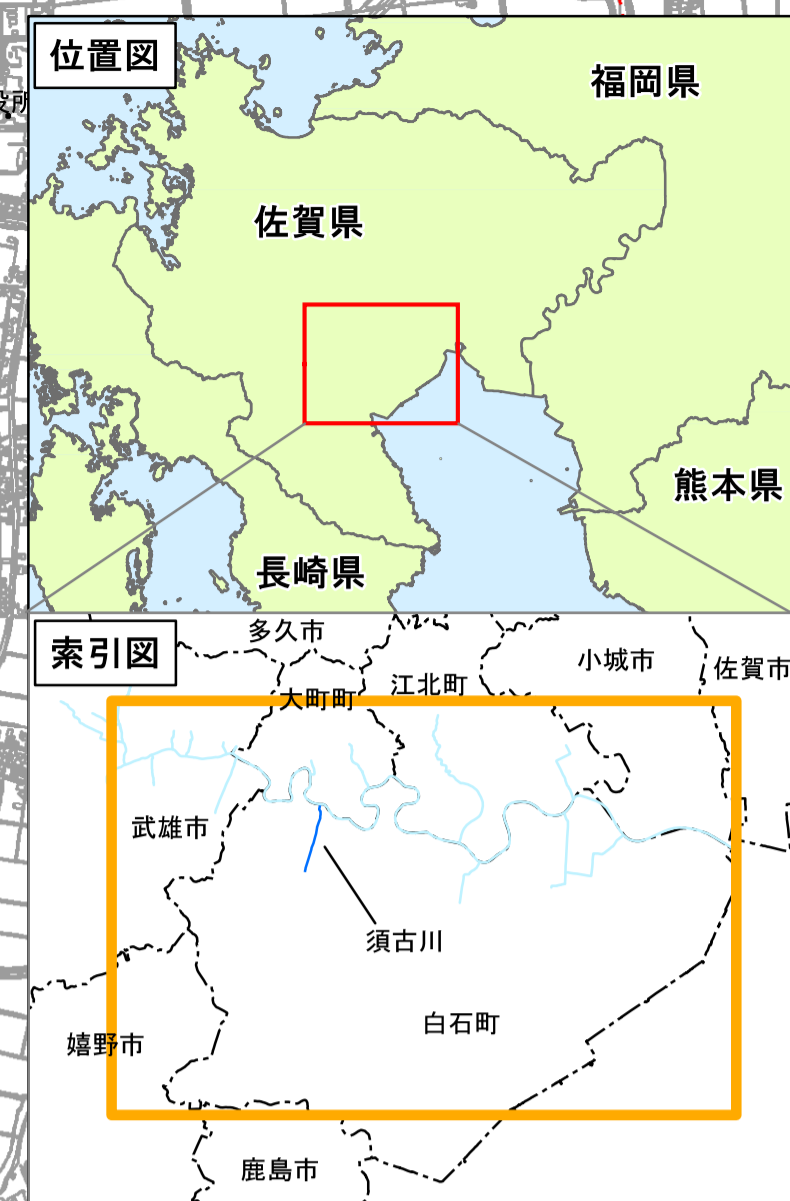 位置図
福岡県
役所
佐賀県
熊本県
長崎県
索引図
多久市
小城市
佐賀市
江北町
大町町
武雄市
須古川
白石町
嬉野市
鹿島市